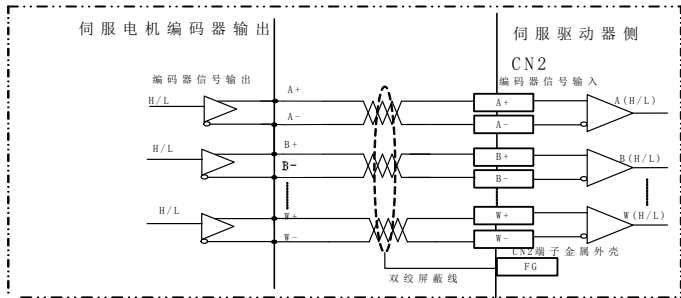 伺服电机编码器输出
伺服驱动器侧
CN2
编码器信号输出
编码器信号输入
H/L
A+
A+
A(H/L)
A-
A-
H/L
B+
B+
B(H/L)
B-
B-
H/L
W+
W+
W(H/L)
W-
W-
CN2端子金属外壳
FG
双绞屏蔽线